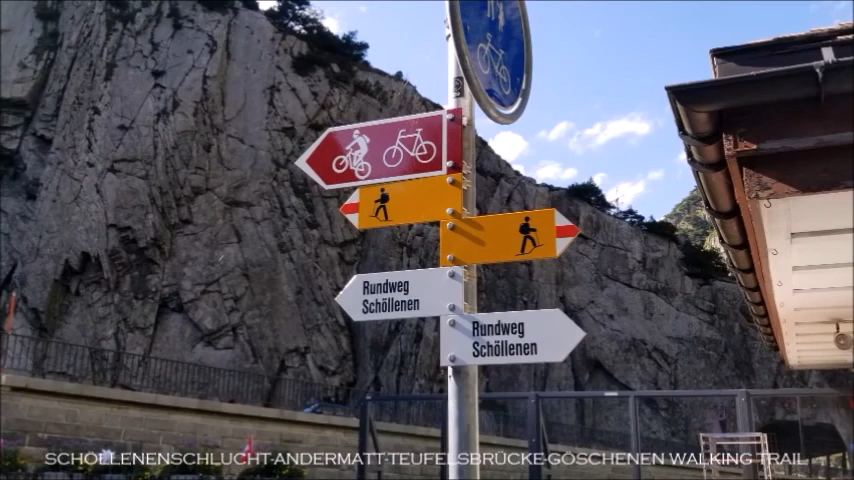 Rundweg
Schöllenen
Rundweg
Schöllenen
SCHÖLLENENSCHLUCHT-ANDERMATT-TEUFELSBRÜCKE-GÖSCHENEN WALKING TRAIL